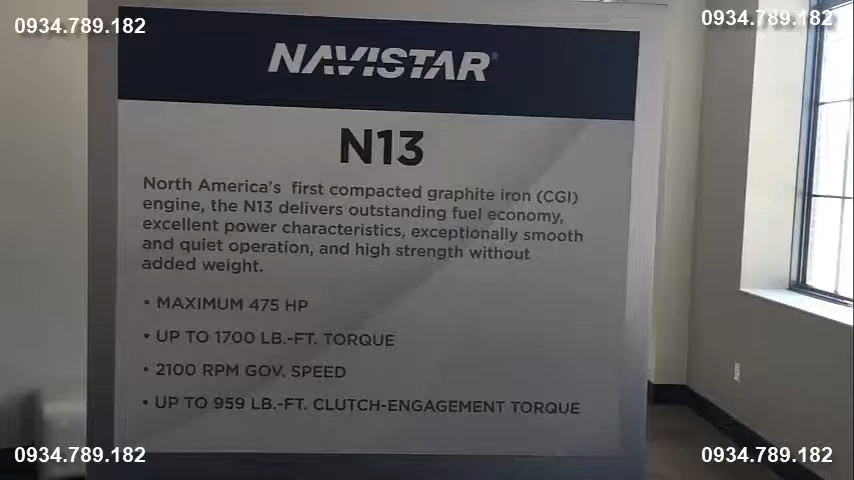 0934.789.182
0934.789.182
NAVISTAR®
N13
North America's first compacted graphite iron (CGI)
engine, the N13 delivers outstanding fuel economy,
excellent power characteristics, exceptionally smooth
and quiet operation, and high strength without
added weight.
• MAXIMUM 475 HP
• UP TO 1700 LB.-FT. TORQUE
• 2100 RPM GOV. SPEED
• UP TO 959 LB.-FT. CLUTCH-ENGAGEMENT TORQUE
0934.789.182
0934.789.182